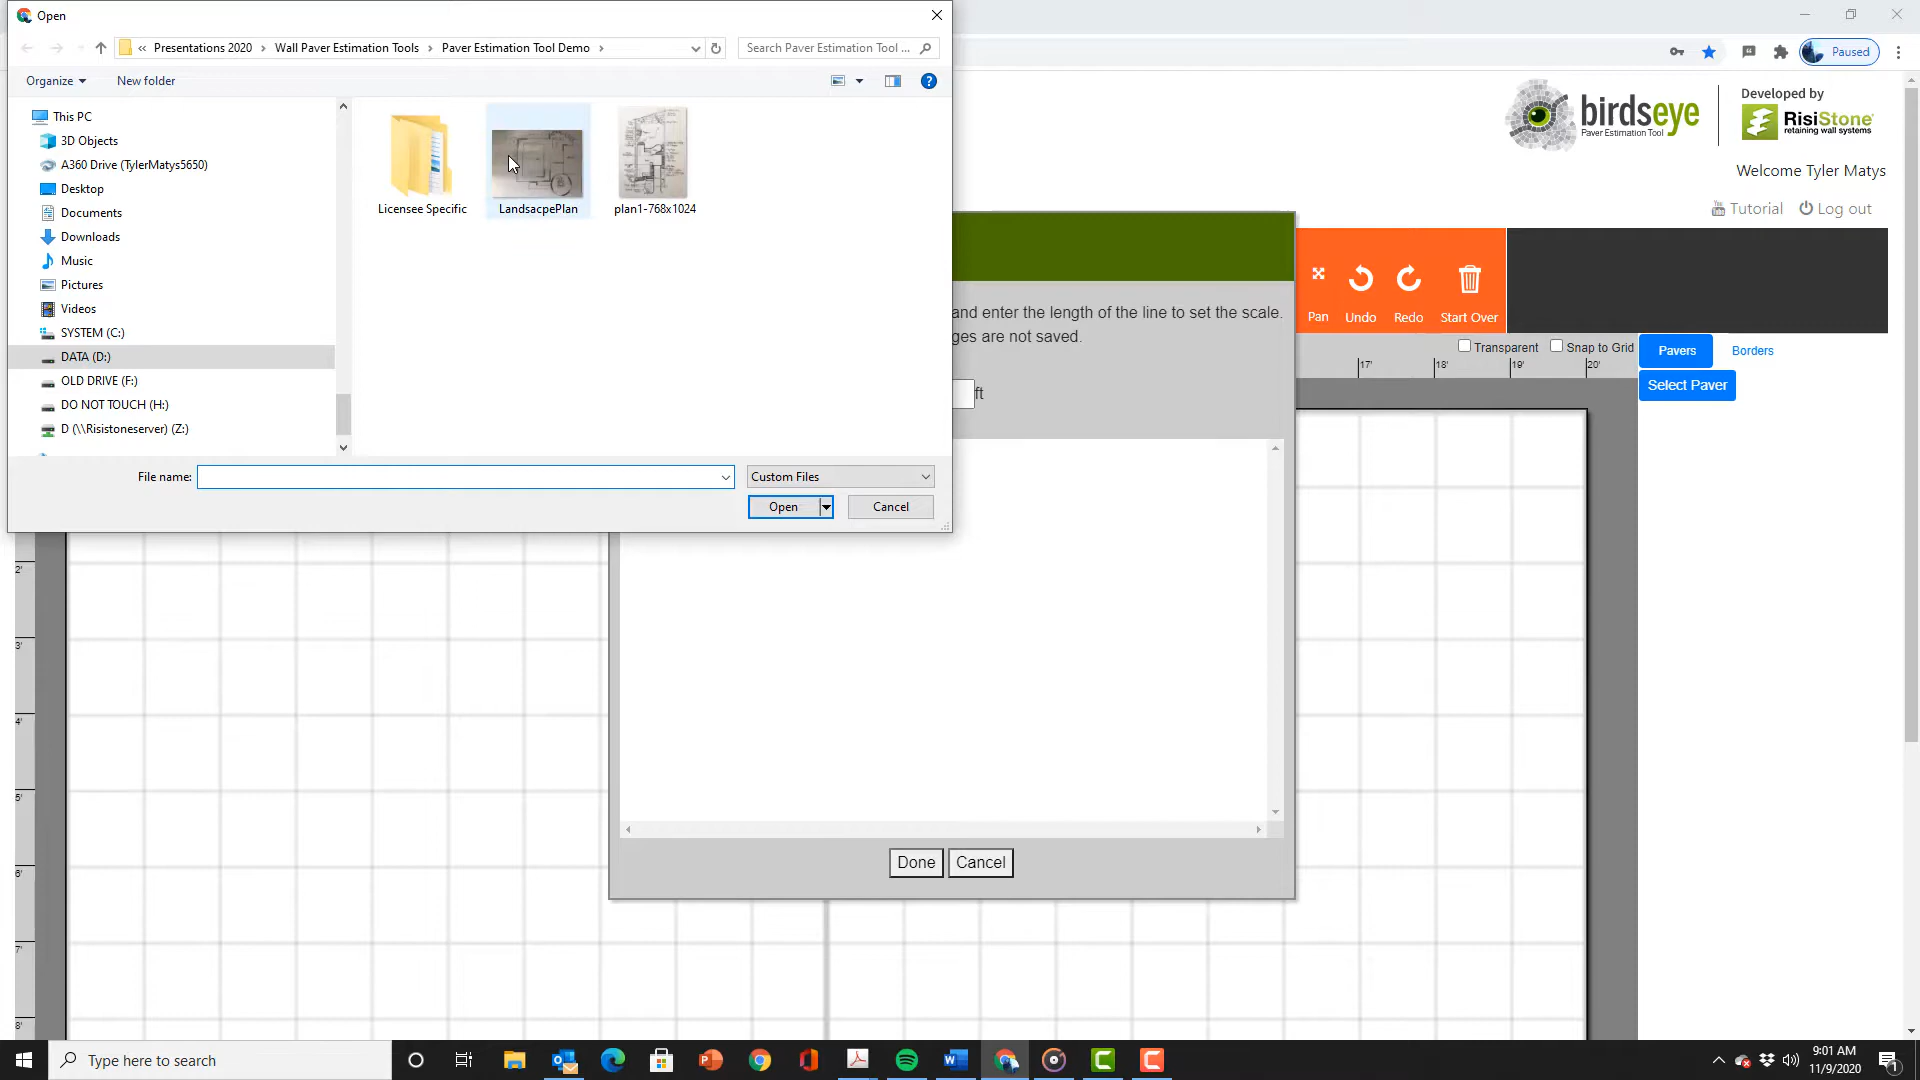 Open
Presentations 2020
Wall Paver Estimation Tools
Paver Estimation Tool Demo
Search Paver Estimation Tool ...
Organize
New folder
This PC
3D Objects
A360 Drive (TylerMatys5650)
Desktop
Documents
Downloads
Music
Pictures
Videos
SYSTEM (C:)
DATA (D:)
OLD DRIVE (F:)
DO NOT TOUCH (H:)
D (\\Risistoneserver) (Z:)
Licensee Specific
LandsacpePlan
plan1-768x1024
File name:
Custom Files
Open
Cancel
Paused
birdseye
Paver Estimation Tool
Developed by
RisiStone
retaining wall systems
Welcome Tyler Matys
Tutorial
Log out
and enter the length of the line to set the scale.
ges are not saved.
ft
Pan
Undo
Redo
Start Over
Transparent
Snap to Grid
17'
18'
19'
20'
Pavers
Borders
Select Paver
2'
3'
4'
5'
6'
7'
8'
Done
Cancel
Type here to search
9:01 AM
11/9/2020
1